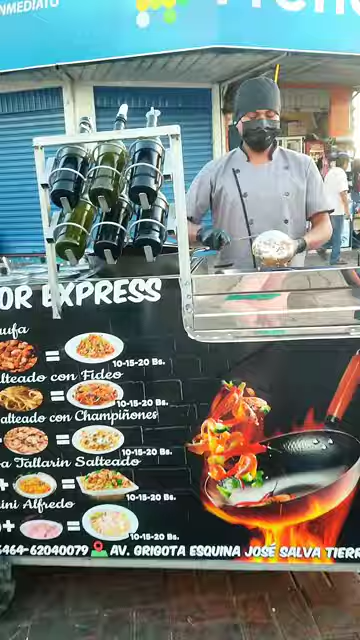 NMEDIATO
OR EXPRESS
aufa
10-15-20 Bs.
alteado con Fideo
10-15-20 Bs.
alteado con Champiñones
10-15-20 Bs.
a Tallarin Salteado
10-15-20 Bs.
ini Alfredo
10-15-20 Bs.
5464-62040079 AV. GRIGOTA ESQUINA JOSÉ SALVA TIERR